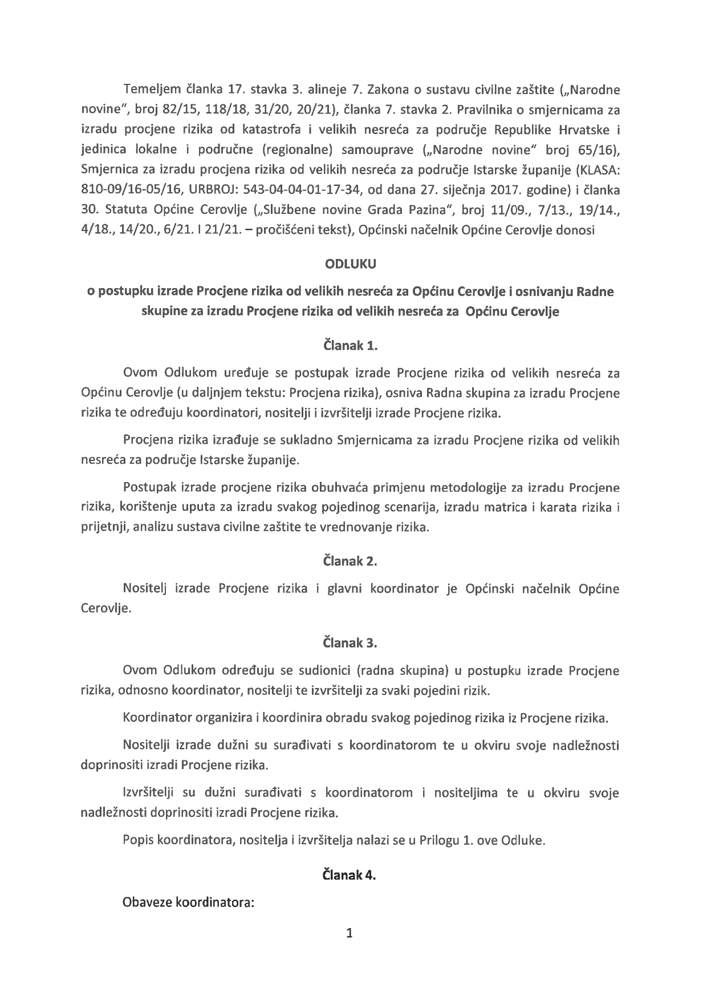 Temeljem članka 17. stavka 3. alineje 7. Zakona o sustavu civilne zaštite („Narodne
novine“, broj 82/15, 118/18, 31/20, 20/21), članka 7. stavka 2. Pravilnika o smjernicama za
izradu procjene rizika od katastrofa i velikih nesreća za područje Republike Hrvatske i
jedinica lokalne i područne (regionalne) samouprave („Narodne novine“ broj 65/16),
Smjernica za izradu procjena rizika od velikih nesreća za područje Istarske županije (KLASA:
810-09/16-05/16, URBROJ: 543-04-04-01-17-34, od dana 27. siječnja 2017. godine) i članka
30. Statuta Općine Cerovlje („Službene novine Grada Pazina“, broj 11/09., 7/13., 19/14.,
4/18., 14/20., 6/21. I 21/21. – pročišćeni tekst), Općinski načelnik Općine Cerovlje donosi
ODLUKU
o postupku izrade Procjene rizika od velikih nesreća za Općinu Cerovlje i osnivanju Radne
skupine za izradu Procjene rizika od velikih nesreća za Općinu Cerovlje
Članak 1.
Ovom Odlukom uređuje se postupak izrade Procjene rizika od velikih nesreća za
Općinu Cerovlje (u daljnjem tekstu: Procjena rizika), osniva Radna skupina za izradu Procjene
rizika te određuju koordinatori, nositelji i izvršitelji izrade Procjene rizika.
Procjena rizika izrađuje se sukladno Smjernicama za izradu Procjene rizika od velikih
nesreća za područje Istarske županije.
Postupak izrade procjene rizika obuhvaća primjenu metodologije za izradu Procjene
rizika, korištenje uputa za izradu svakog pojedinog scenarija, izradu matrica i karata rizika i
prijetnji, analizu sustava civilne zaštite te vrednovanje rizika.
Članak 2.
Nositelj izrade Procjene rizika i glavni koordinator je Općinski načelnik Općine
Cerovlje.
Članak 3.
Ovom Odlukom određuju se sudionici (radna skupina) u postupku izrade Procjene
rizika, odnosno koordinator, nositelji te izvršitelji za svaki pojedini rizik.
Koordinator organizira i koordinira obradu svakog pojedinog rizika iz Procjene rizika.
Nositelji izrade dužni su surađivati s koordinatorom te u okviru svoje nadležnosti
doprinositi izradi Procjene rizika.
Izvršitelji su dužni surađivati s koordinatorom i nositeljima te u okviru svoje
nadležnosti doprinositi izradi Procjene rizika.
Popis koordinatora, nositelja i izvršitelja nalazi se u Prilogu 1. ove Odluke.
Članak 4.
Obaveze koordinatora:
1